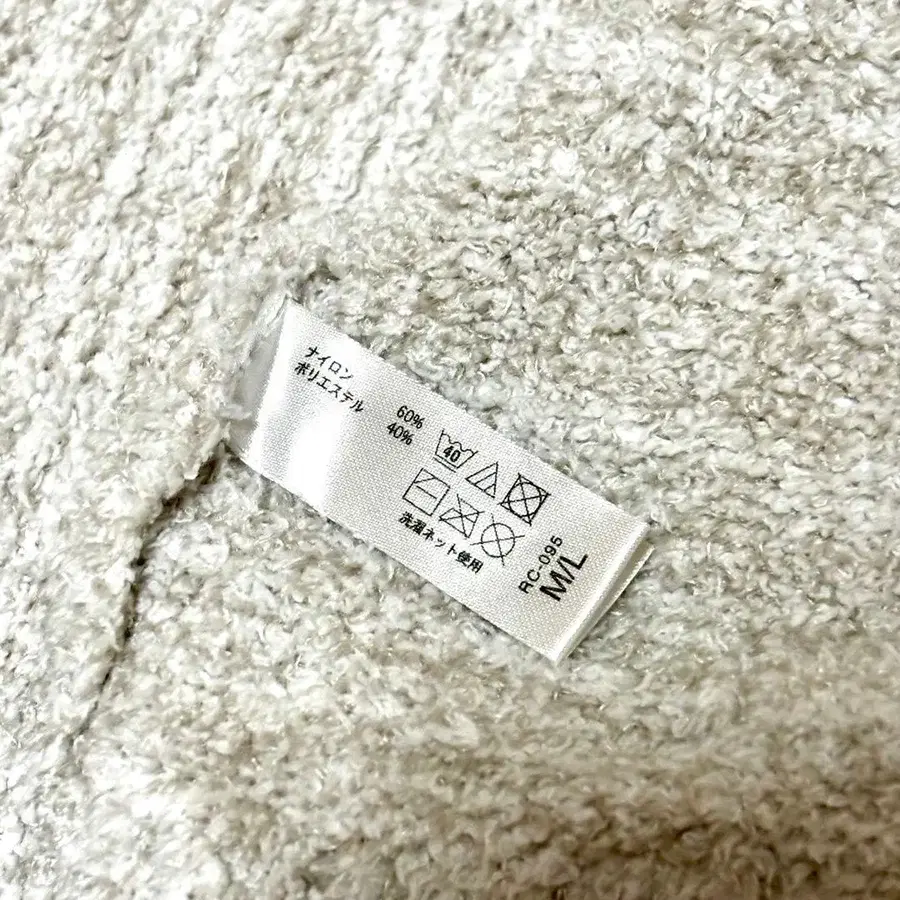 ナイロン 60%
ポリエステル 40%
40
洗濯ネット使用
RC-095
M/L